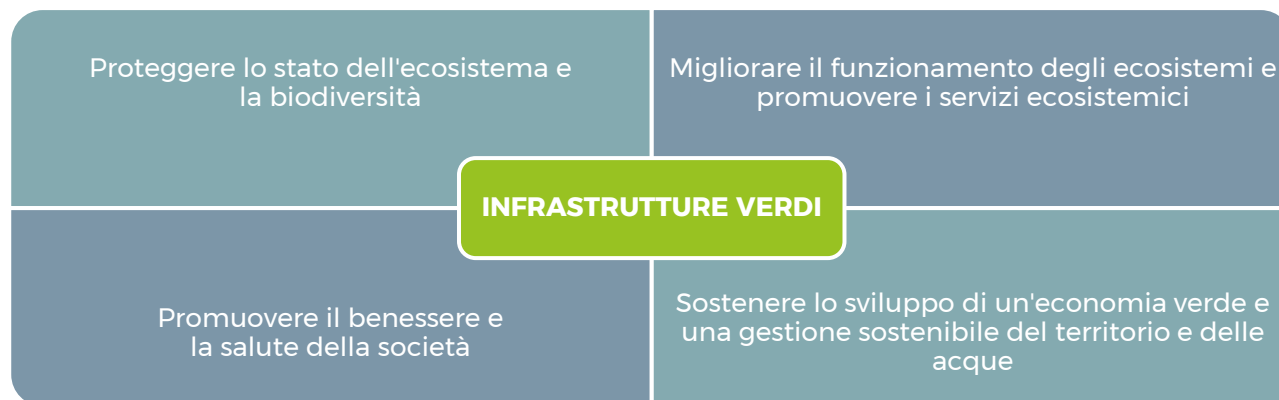 Proteggere lo stato dell'ecosistema e
la biodiversità
Migliorare il funzionamento degli ecosistemi e
promuovere i servizi ecosistemici
INFRASTRUTTURE VERDI
Promuovere il benessere e
la salute della società
Sostenere lo sviluppo di un'economia verde e
una gestione sostenibile del territorio e delle
acque